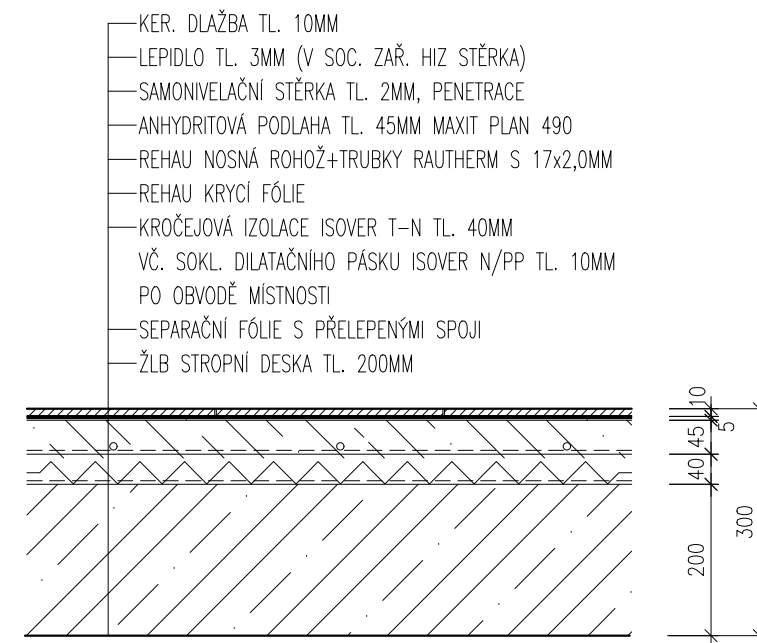 KER. DLAŽBA TL. 10MM
LEPIDLO TL. 3MM (V SOC. ZAŘ. HIZ STĚRKA)
SAMONIVELAČNÍ STĚRKA TL. 2MM, PENETRACE
ANHYDRITOVÁ PODLAHA TL. 45MM MAXIT PLAN 490
REHAU NOSNÁ ROHOŽ+TRUBKY RAUTHERM S 17x2,0MM
REHAU KRYCÍ FÓLIE
KROČEJOVÁ IZOLACE ISOVER T-N TL. 40MM
VČ. SOKL. DILATAČNÍHO PÁSKU ISOVER N/PP TL. 10MM
PO OBVODĚ MÍSTNOSTI
SEPARAČNÍ FÓLIE S PŘELEPENÝMI SPOJI
ŽLB STROPNÍ DESKA TL. 200MM
10
5
45
40
200
300